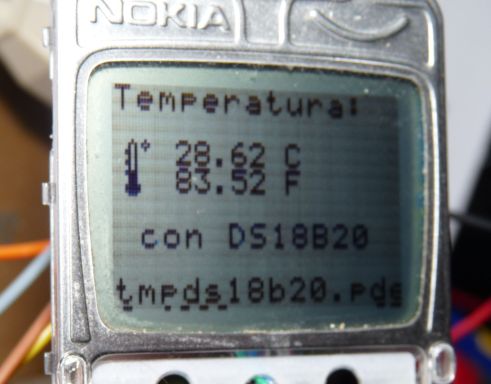 NOKIA
Temperatura:
28.62 C
83.52 F
con DS18B20
tmpds18b20.pde